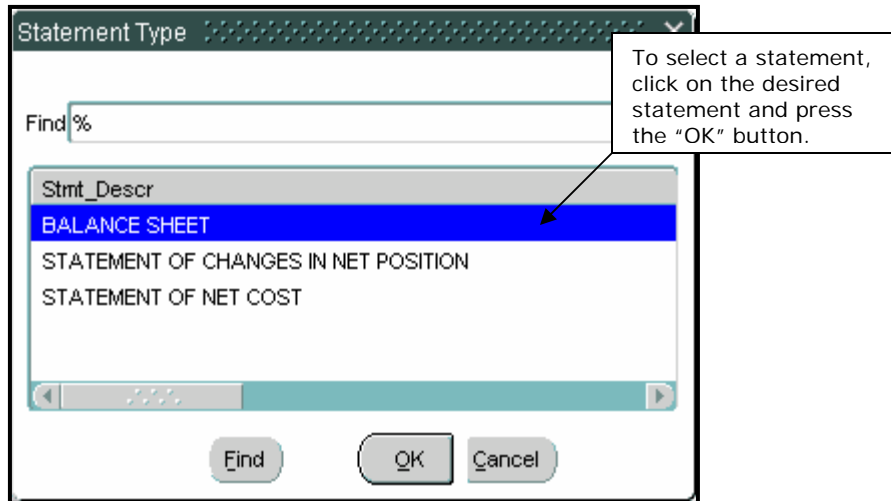 Statement Type
To select a statement,
click on the desired
statement and press
the “OK” button.
Find %
Stmt_Descr
BALANCE SHEET
STATEMENT OF CHANGES IN NET POSITION
STATEMENT OF NET COST
Find OK Cancel